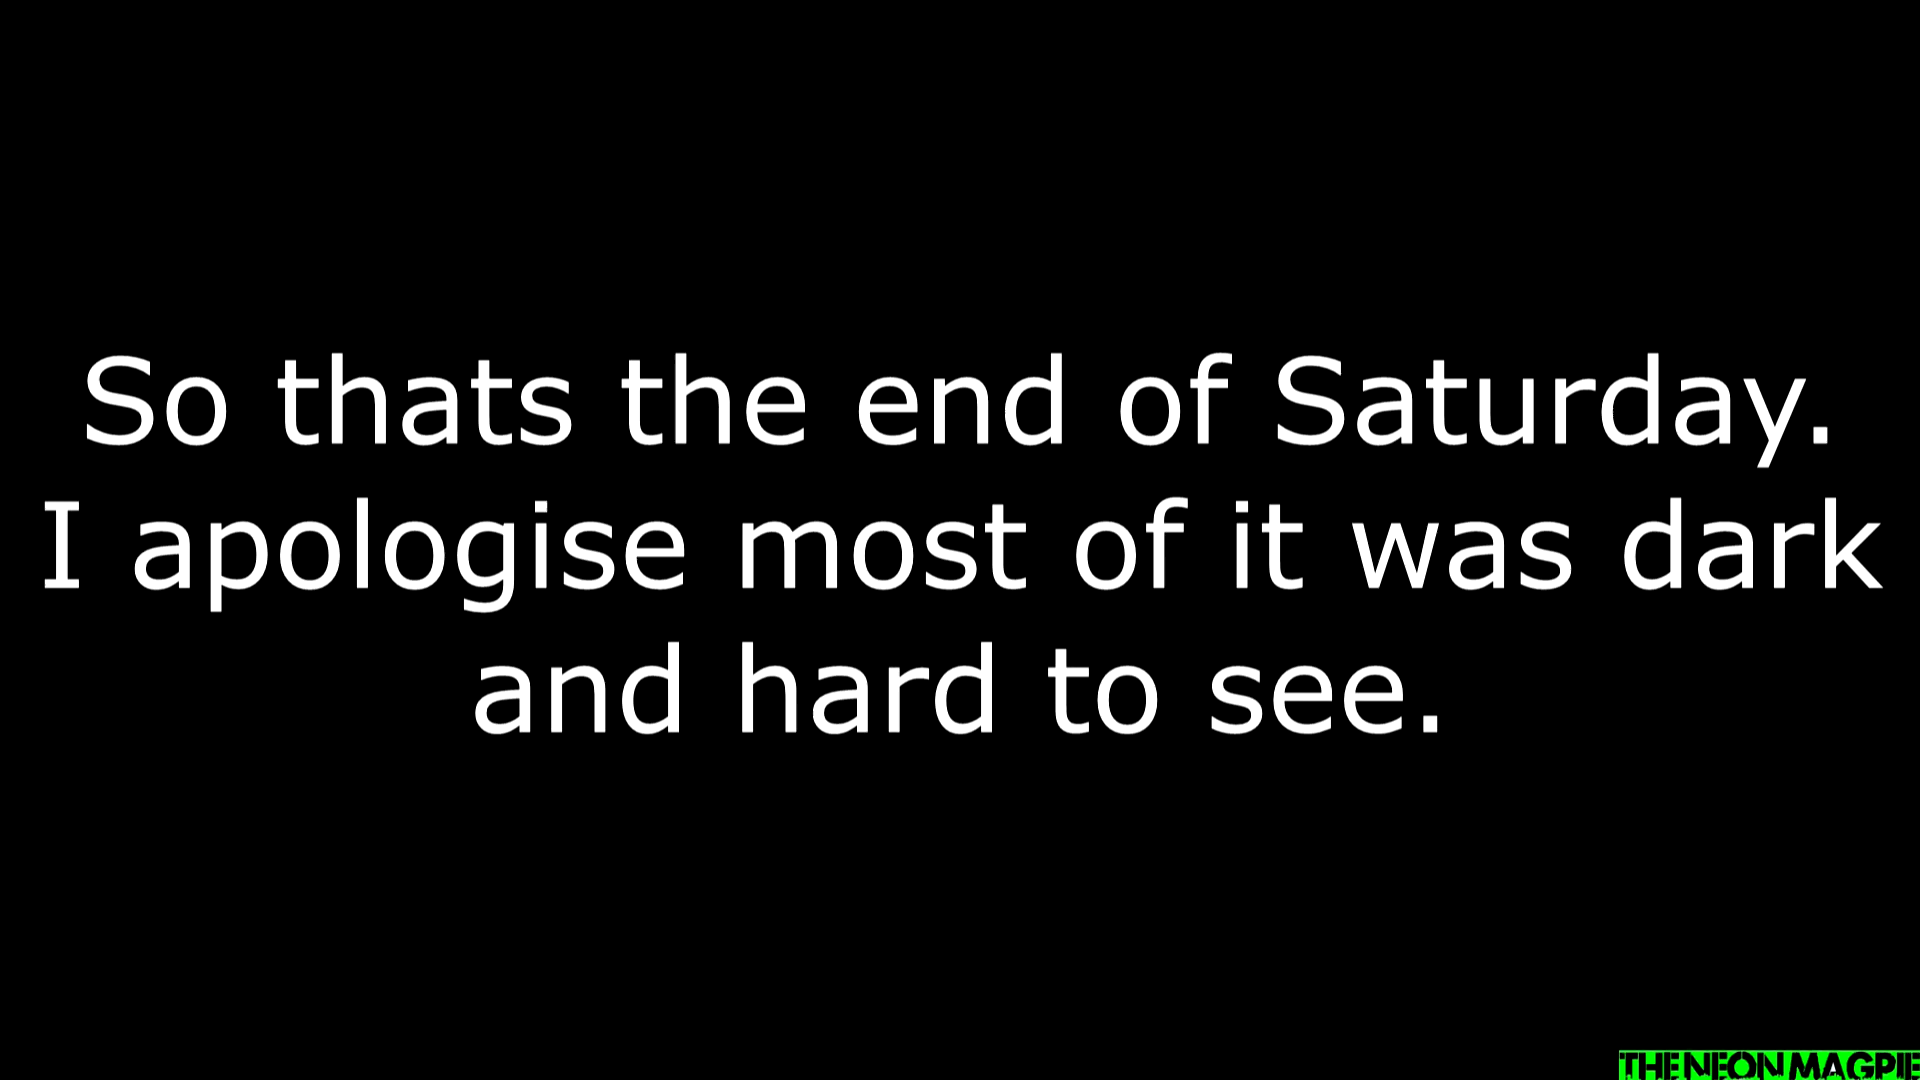 So thats the end of Saturday.
I apologise most of it was dark
and hard to see.
THE NEON MAGPIE